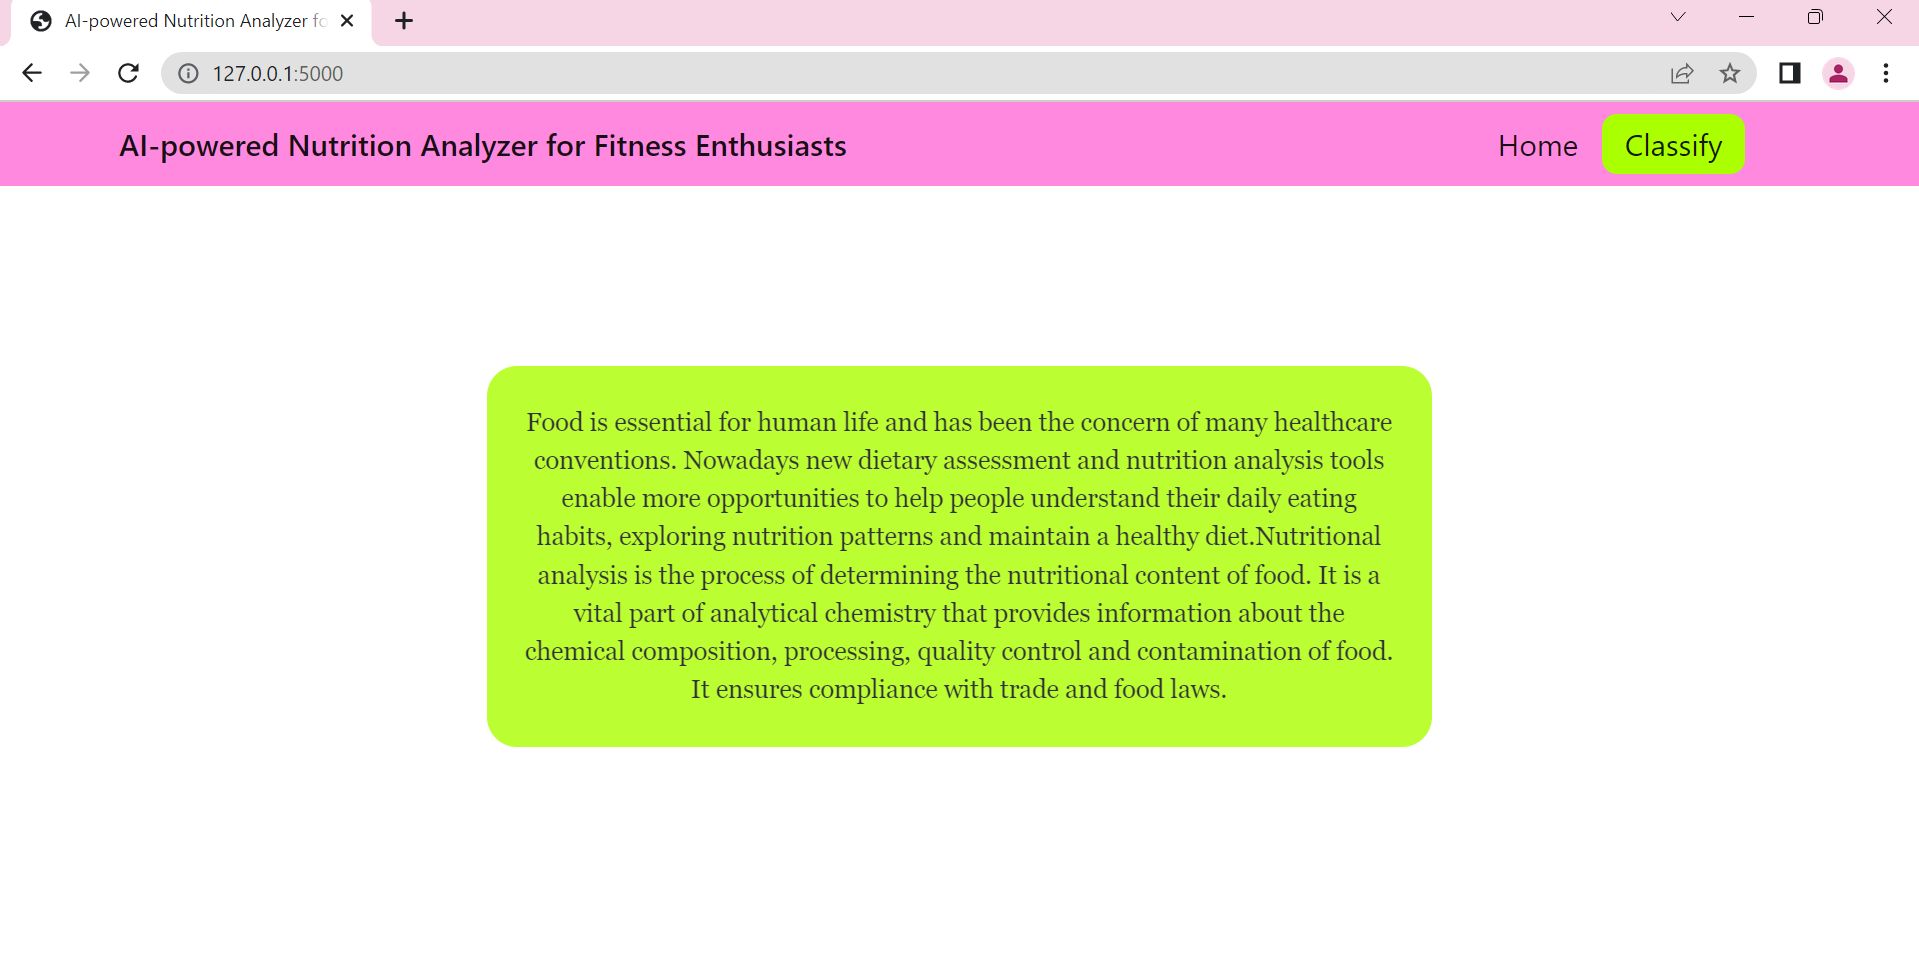 AI-powered Nutrition Analyzer fo
127.0.0.1:5000
AI-powered Nutrition Analyzer for Fitness Enthusiasts
Home
Classify
Food is essential for human life and has been the concern of many healthcare
conventions. Nowadays new dietary assessment and nutrition analysis tools
enable more opportunities to help people understand their daily eating
habits, exploring nutrition patterns and maintain a healthy diet.Nutritional
analysis is the process of determining the nutritional content of food. It is a
vital part of analytical chemistry that provides information about the
chemical composition, processing, quality control and contamination of food.
It ensures compliance with trade and food laws.